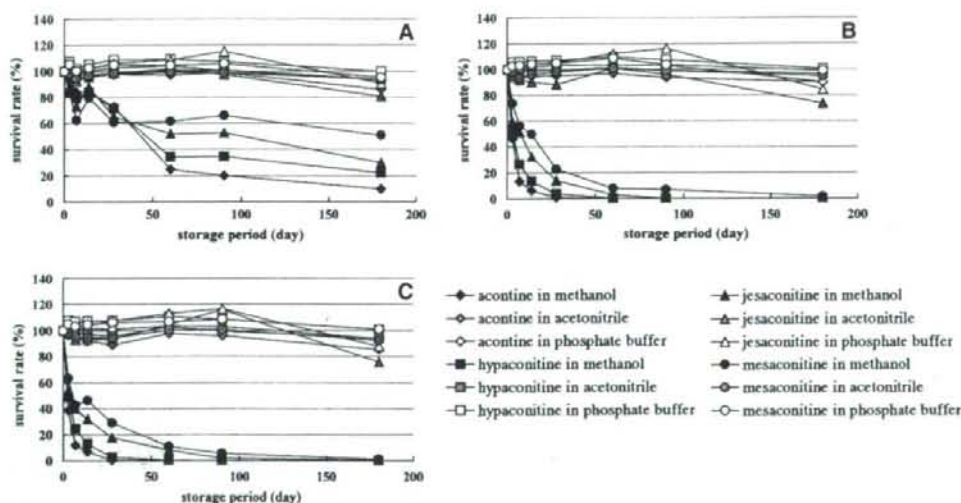 A
survival rate (%)
140
120
100
80
60
40
20
0
0 50 100 150 200
storage period (day)
B
survival rate (%)
140
120
100
80
60
40
20
0
0 50 100 150 200
storage period (day)
C
survival rate (%)
140
120
100
80
60
40
20
0
0 50 100 150 200
storage period (day)
acontine in methanol
acontine in acetonitrile
acontine in phosphate buffer
hypaconitine in methanol
hypaconitine in acetonitrile
hypaconitine in phosphate buffer
jesaconitine in methanol
jesaconitine in acetonitrile
jesaconitine in phosphate buffer
mesaconitine in methanol
mesaconitine in acetonitrile
mesaconitine in phosphate buffer